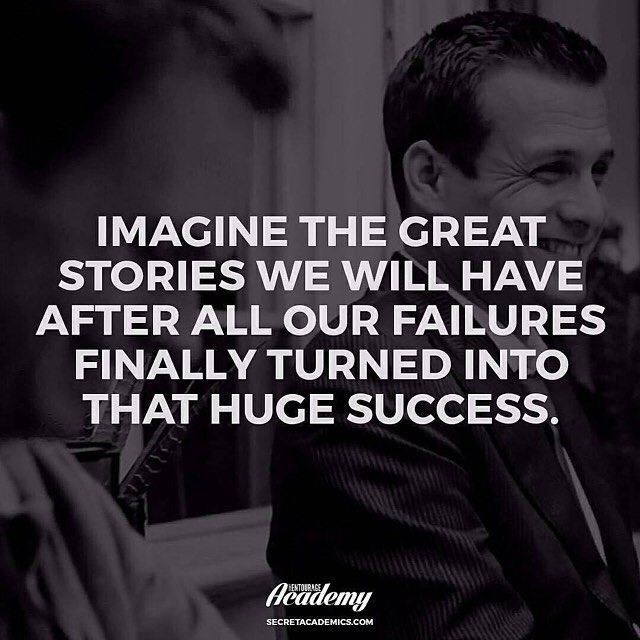 IMAGINE THE GREAT
STORIES WE WILL HAVE
AFTER ALL OUR FAILURES
FINALLY TURNED INTO
THAT HUGE SUCCESS.
ENTOURAGE
Academy
SECRETACADEMICS.COM